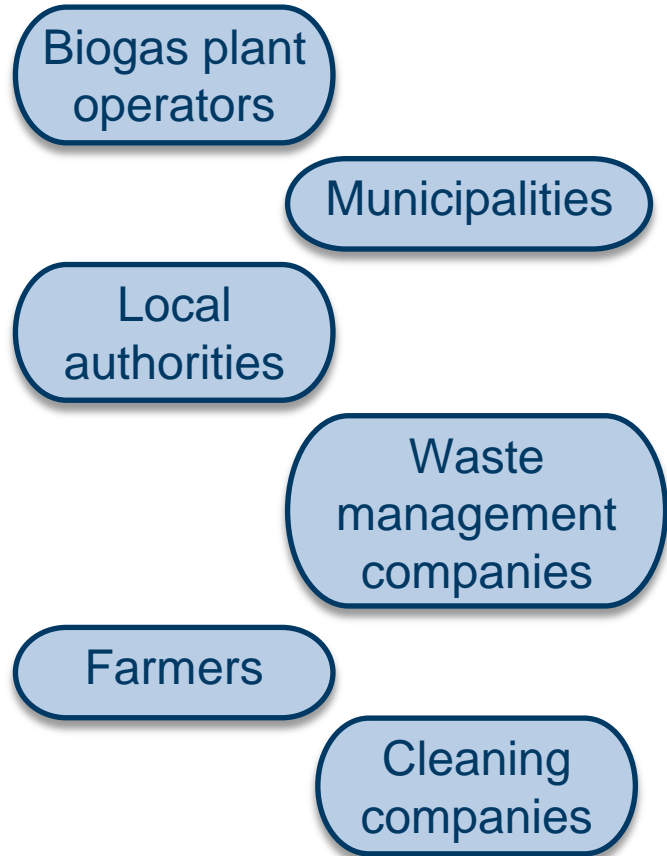 Biogas plant
operators
Municipalities
Local
authorities
Waste
management
companies
Farmers
Cleaning
companies